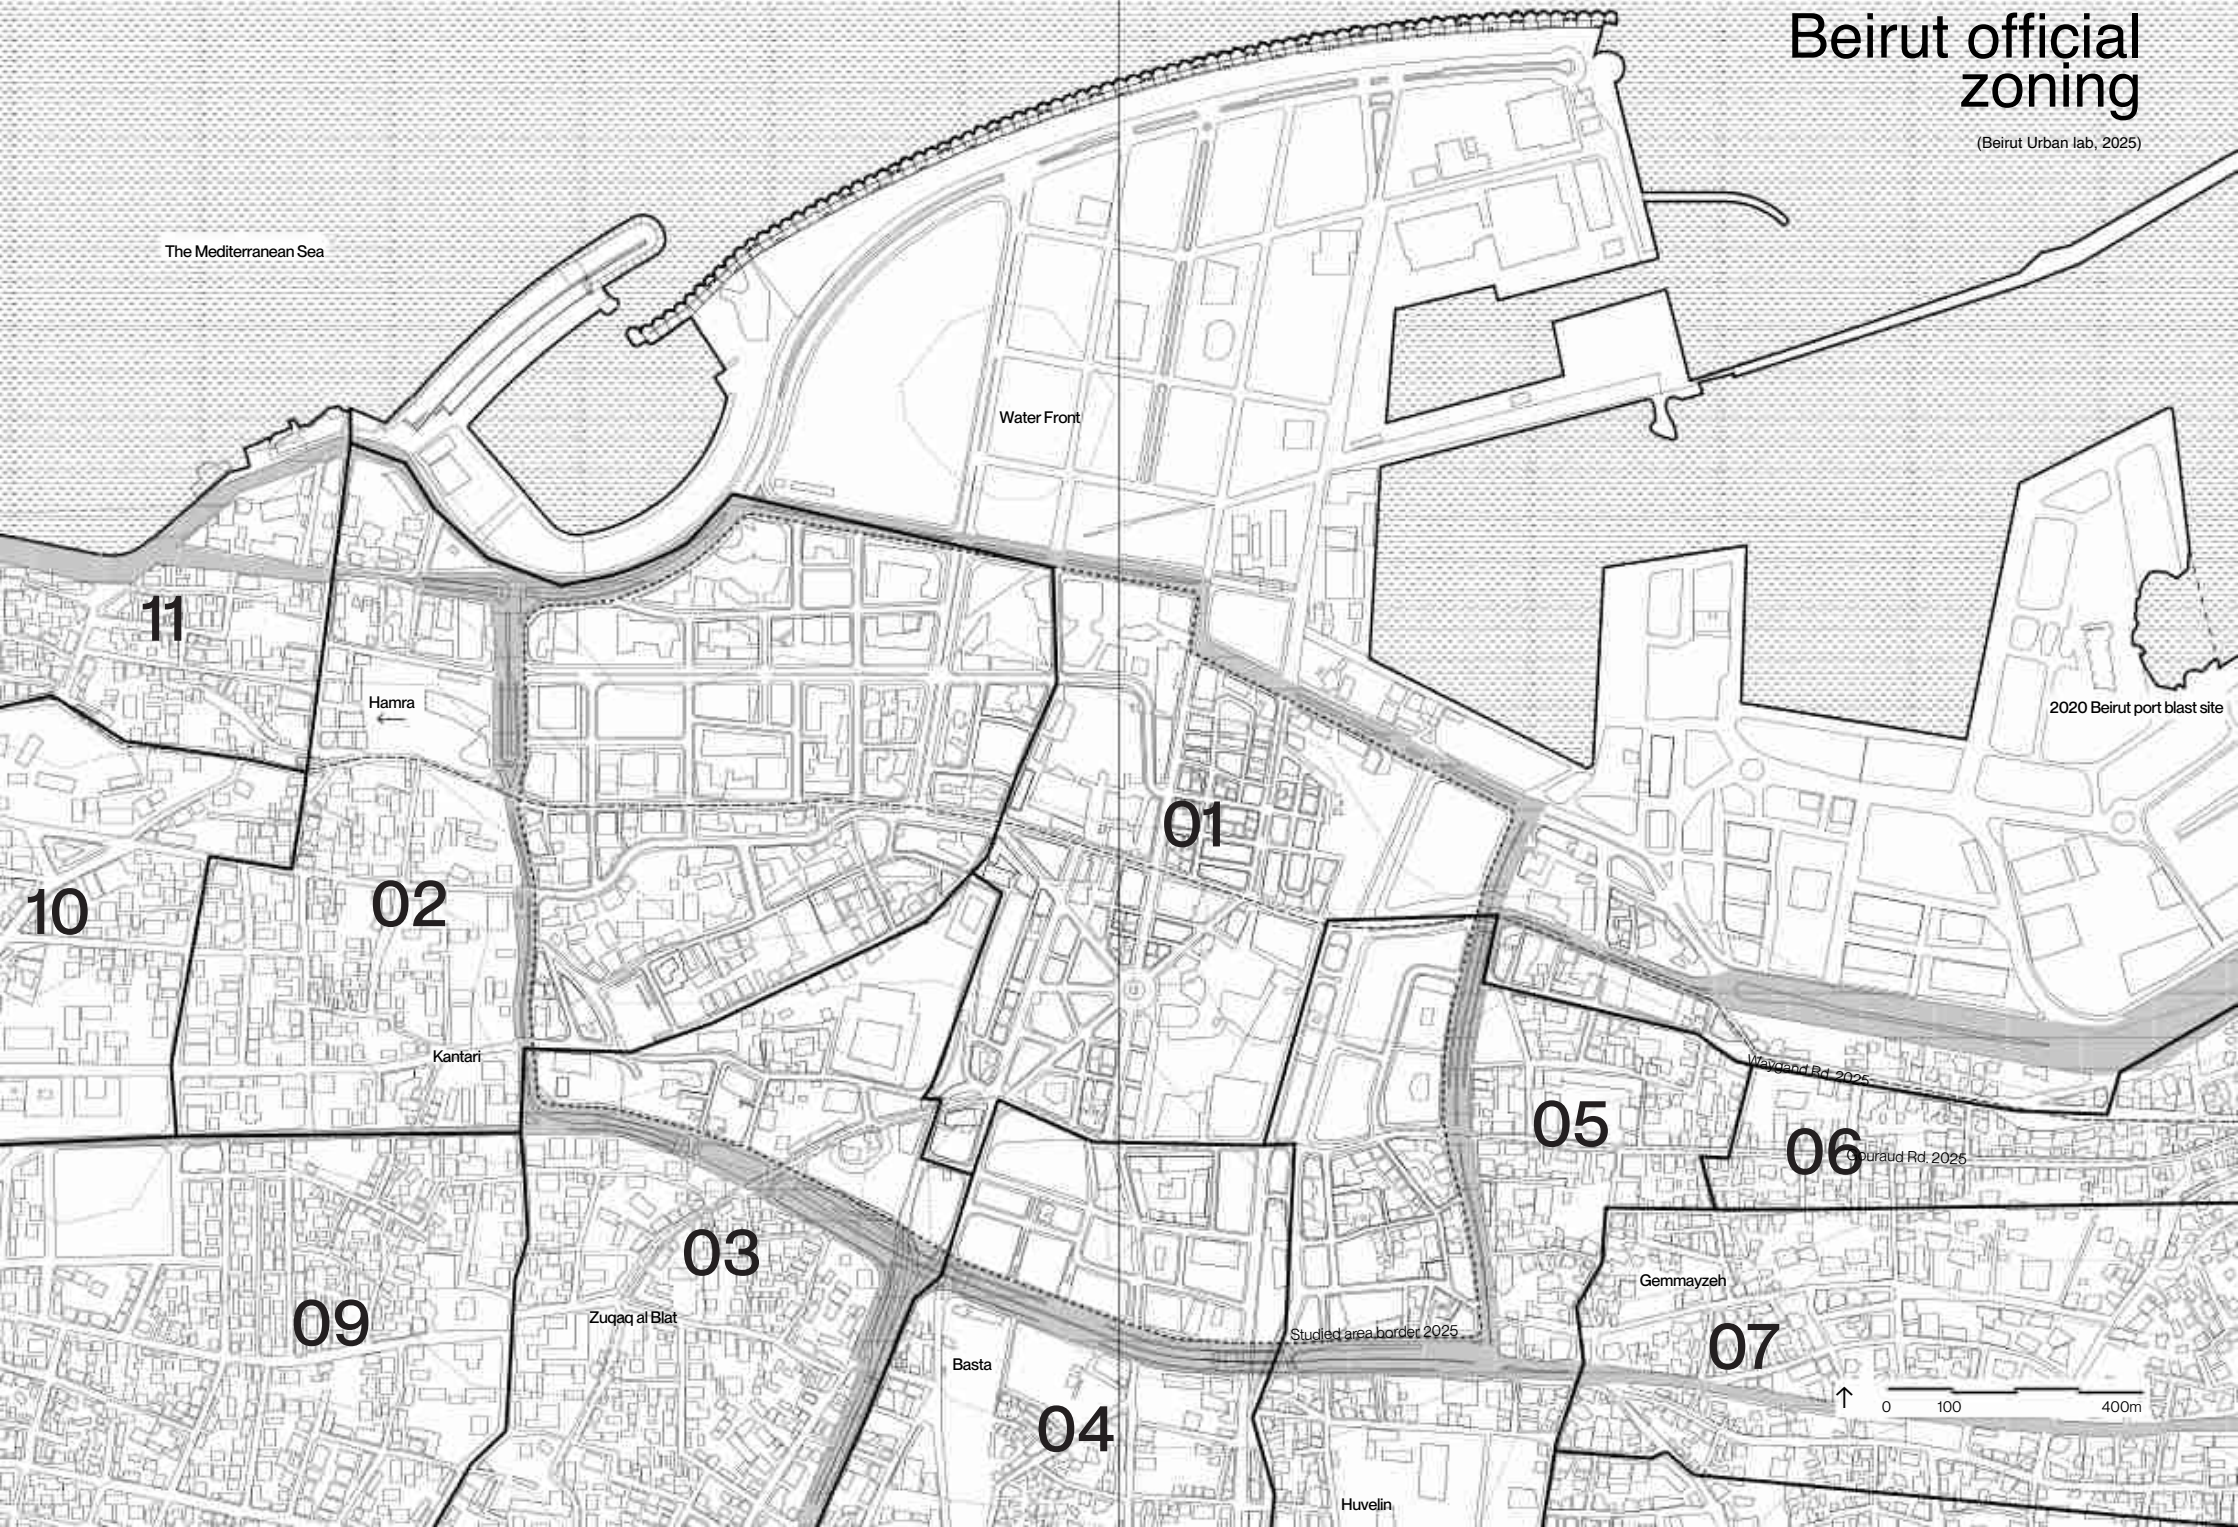 Beirut official
zoning
(Beirut Urban lab, 2025)
The Mediterranean Sea
Water Front
11
Hamra
←
2020 Beirut port blast site
01
10
02
Kantari
Waygand Rd. 2025
05
06
Gouraud Rd. 2025
03
Gemmayzeh
09
Zuqaq al Blat
Studied area border 2025
07
Basta
↑
0 100 400m
04
Huvelin